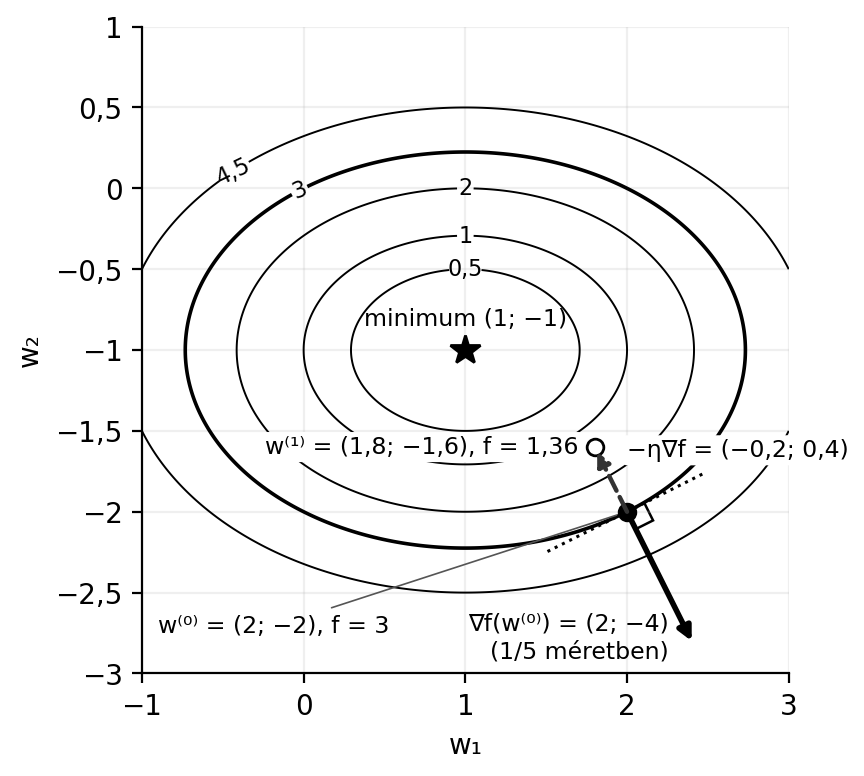 1
0,5
0
−0,5
−1
−1,5
−2
−2,5
−3
w₂
4,5
3
2
1
0,5
minimum (1; −1)
w⁽¹⁾ = (1,8; −1,6), f = 1,36
−η∇f = (−0,2; 0,4)
w⁽⁰⁾ = (2; −2), f = 3
∇f(w⁽⁰⁾) = (2; −4)
(1/5 méretben)
−1
0
1
2
3
w₁